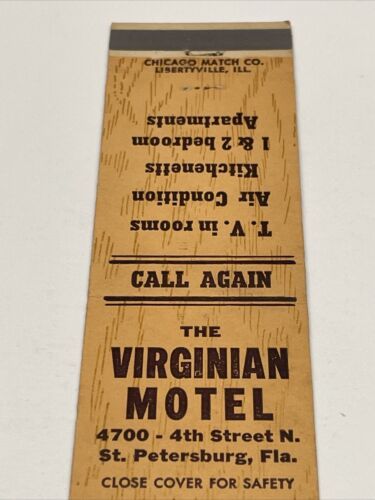 CHICAGO MATCH CO.
LIBERTYVILLE, ILL.
T. V. in rooms
Air Condition
Kitchenetts
1 & 2 bedroom
Apartments
CALL AGAIN
THE
VIRGINIAN
MOTEL
4700 - 4th Street N.
St. Petersburg, Fla.
CLOSE COVER FOR SAFETY